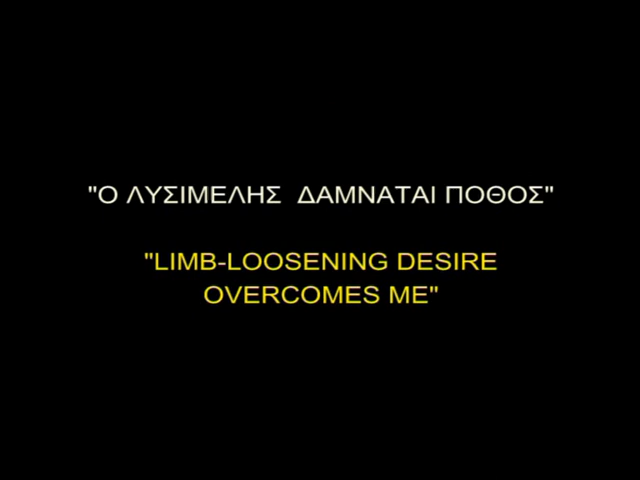 "Ο ΛΥΣΙΜΕΛΗΣ ΔΑΜΝΑΤΑΙ ΠΟΘΟΣ"
"LIMB-LOOSENING DESIRE
OVERCOMES ME"